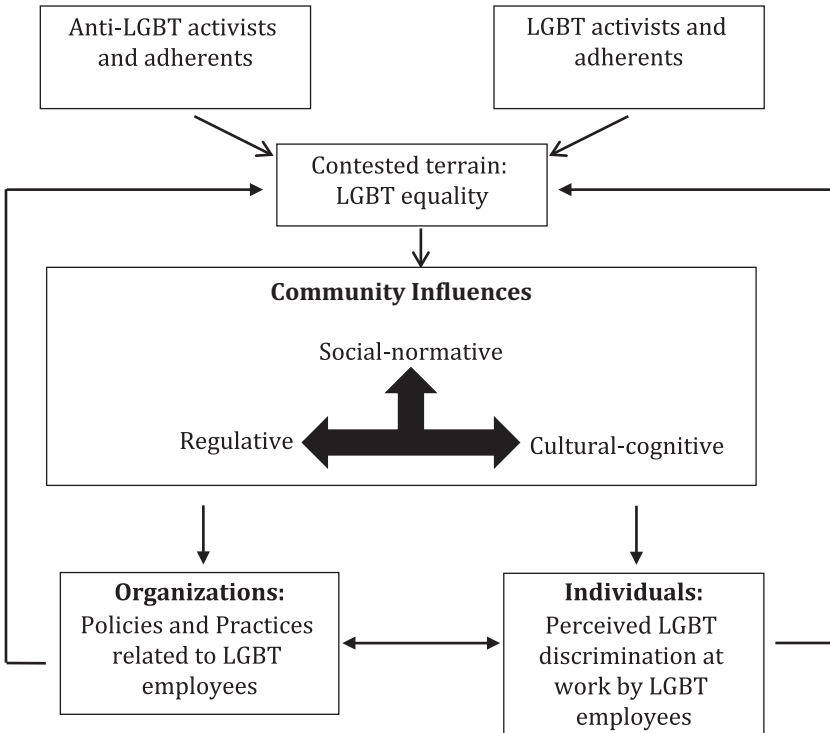 Anti-LGBT activists
and adherents
LGBT activists and
adherents
Contested terrain:
LGBT equality
Community Influences
Social-normative
Regulative
Cultural-cognitive
Organizations:
Policies and Practices
related to LGBT
employees
Individuals:
Perceived LGBT
discrimination at
work by LGBT
employees